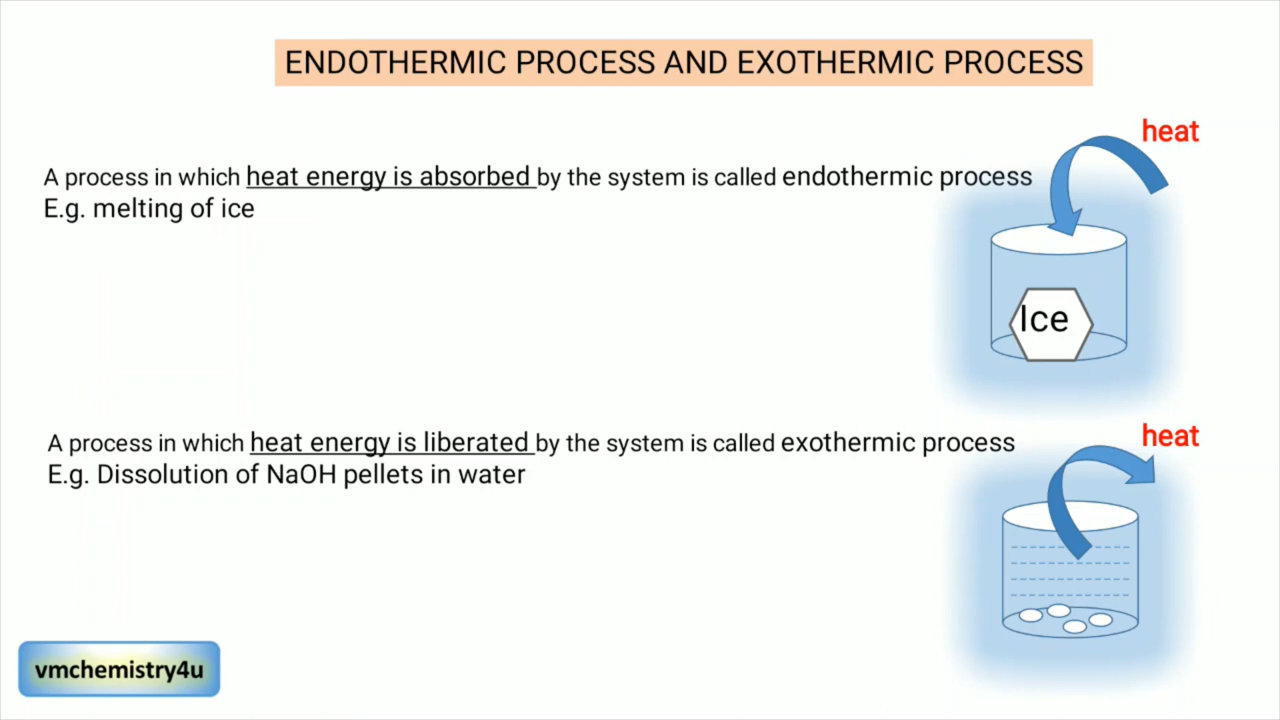 ENDOTHERMIC PROCESS AND EXOTHERMIC PROCESS
heat
A process in which heat energy is absorbed by the system is called endothermic process
E.g. melting of ice
Ice
A process in which heat energy is liberated by the system is called exothermic process
heat
E.g. Dissolution of NaOH pellets in water
vmchemistry4u